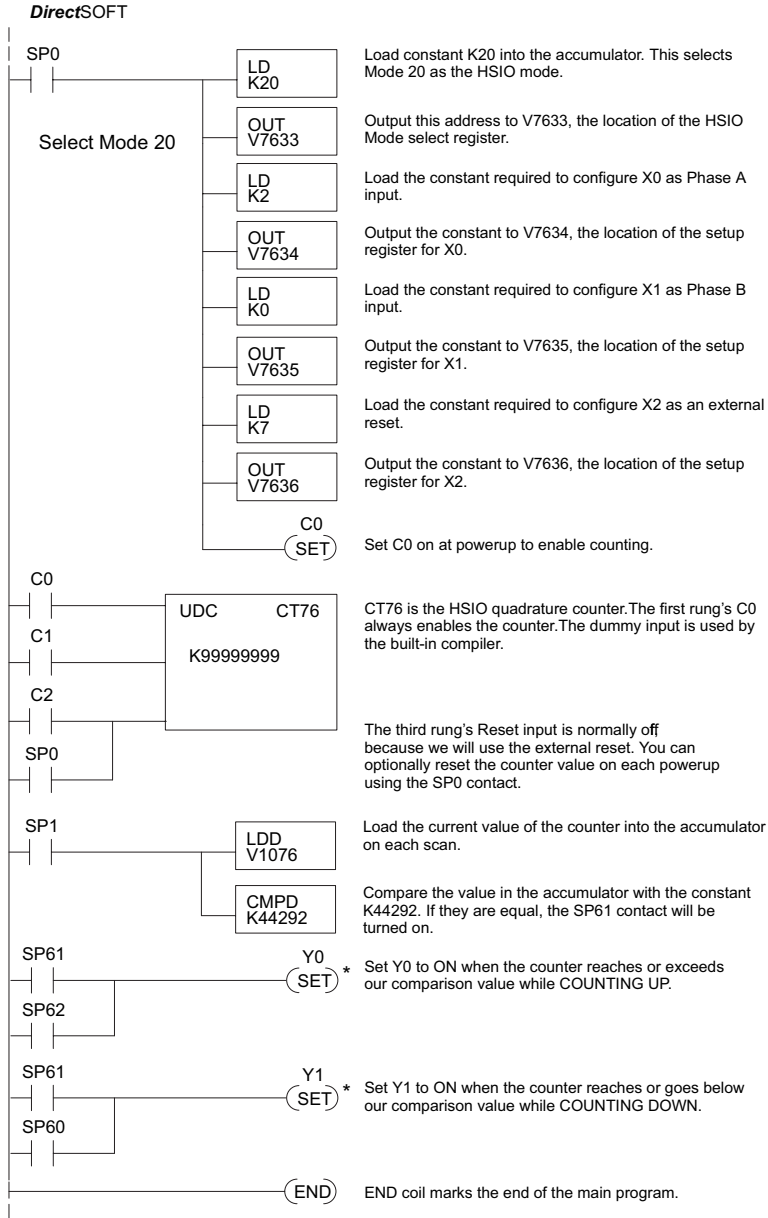 DirectSOFT
SP0
LD
K20
Load constant K20 into the accumulator. This selects
Mode 20 as the HSIO mode.
Select Mode 20
OUT
V7633
Output this address to V7633, the location of the HSIO
Mode select register.
LD
K2
Load the constant required to configure X0 as Phase A
input.
OUT
V7634
Output the constant to V7634, the location of the setup
register for X0.
LD
K0
Load the constant required to configure X1 as Phase B
input.
OUT
V7635
Output the constant to V7635, the location of the setup
register for X1.
LD
K7
Load the constant required to configure X2 as an external
reset.
OUT
V7636
Output the constant to V7636, the location of the setup
register for X2.
C0
SET
Set C0 on at powerup to enable counting.
C0
C1
C2
SP0
UDC CT76
K99999999
CT76 is the HSIO quadrature counter.The first rung's C0
always enables the counter.The dummy input is used by
the built-in compiler.
The third rung's Reset input is normally off
because we will use the external reset. You can
optionally reset the counter value on each powerup
using the SP0 contact.
SP1
LDD
V1076
Load the current value of the counter into the accumulator
on each scan.
CMPD
K44292
Compare the value in the accumulator with the constant
K44292. If they are equal, the SP61 contact will be
turned on.
SP61
SP62
Y0
SET *
Set Y0 to ON when the counter reaches or exceeds
our comparison value while COUNTING UP.
SP61
SP60
Y1
SET *
Set Y1 to ON when the counter reaches or goes below
our comparison value while COUNTING DOWN.
END
END coil marks the end of the main program.